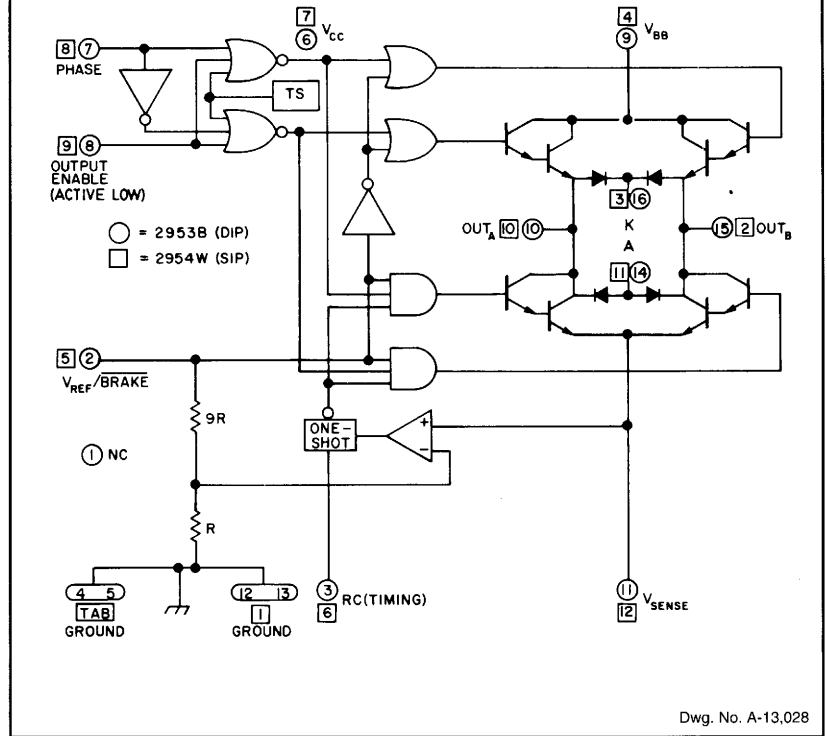 7
6 VCC
4
9 VBB
8 7
PHASE
TS
9 8
OUTPUT
ENABLE
(ACTIVE LOW)
3 16
OUTA 10 10
K
A
15 2 OUTB
= 2953B (DIP)
= 2954W (SIP)
11 14
5 2
VREF/BRAKE
9R
ONE-
SHOT
+
−
1 NC
R
4 5
TAB
GROUND
12 13
1
GROUND
3 RC(TIMING)
6
11 VSENSE
12
Dwg. No. A-13,028